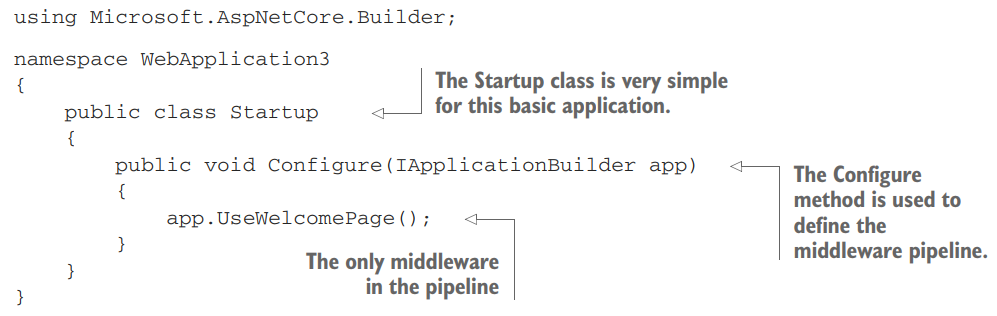 using Microsoft.AspNetCore.Builder;
namespace WebApplication3
{
The Startup class is very simple
for this basic application.
public class Startup
{
public void Configure(IApplicationBuilder app)
The Configure
method is used to
define the
middleware pipeline.
{
app.UseWelcomePage();
The only middleware
in the pipeline
}
}
}